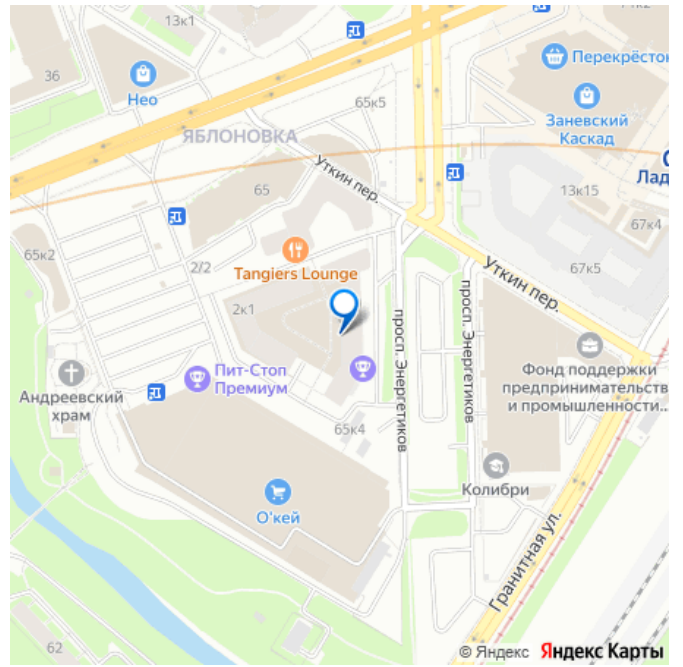 13к1
14к2
36
Перекрёсток
Нео
65к5
Заневский
Каскад
ЯБЛОНОВКА
Уткин пер.
Лад
65
13к15
67к4
65к2
2/2
Tangiers Lounge
Уткин пер.
67к5
2к1
просп. Энергетиков
просп. Энергетиков
Пит-Стоп
Премиум
Фонд поддержки
предпринимательств
и промышленности...
Андреевский
храм
65к4
Колибри
О'кей
Гранитная ул.
62
© Яндекс Яндекс Карты